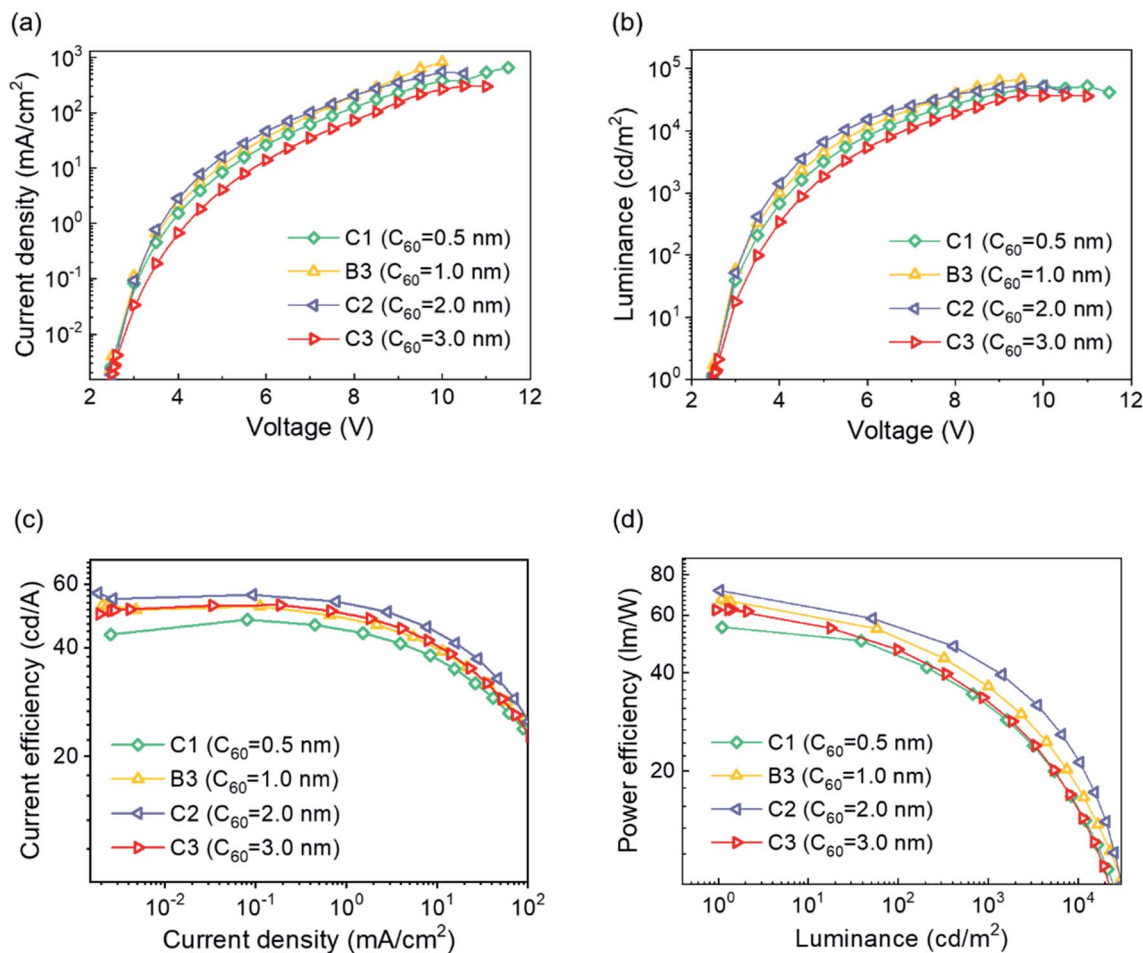 (a)
10³
10²
10¹
10⁰
10⁻¹
10⁻²
Current density (mA/cm²)
C1 (C₆₀=0.5 nm)
B3 (C₆₀=1.0 nm)
C2 (C₆₀=2.0 nm)
C3 (C₆₀=3.0 nm)
2 4 6 8 10 12
Voltage (V)
(b)
10⁵
10⁴
10³
10²
10¹
10⁰
Luminance (cd/m²)
C1 (C₆₀=0.5 nm)
B3 (C₆₀=1.0 nm)
C2 (C₆₀=2.0 nm)
C3 (C₆₀=3.0 nm)
2 4 6 8 10 12
Voltage (V)
(c)
60
40
20
Current efficiency (cd/A)
C1 (C₆₀=0.5 nm)
B3 (C₆₀=1.0 nm)
C2 (C₆₀=2.0 nm)
C3 (C₆₀=3.0 nm)
10⁻² 10⁻¹ 10⁰ 10¹ 10²
Current density (mA/cm²)
(d)
80
60
40
20
Power efficiency (lm/W)
C1 (C₆₀=0.5 nm)
B3 (C₆₀=1.0 nm)
C2 (C₆₀=2.0 nm)
C3 (C₆₀=3.0 nm)
10⁰ 10¹ 10² 10³ 10⁴
Luminance (cd/m²)